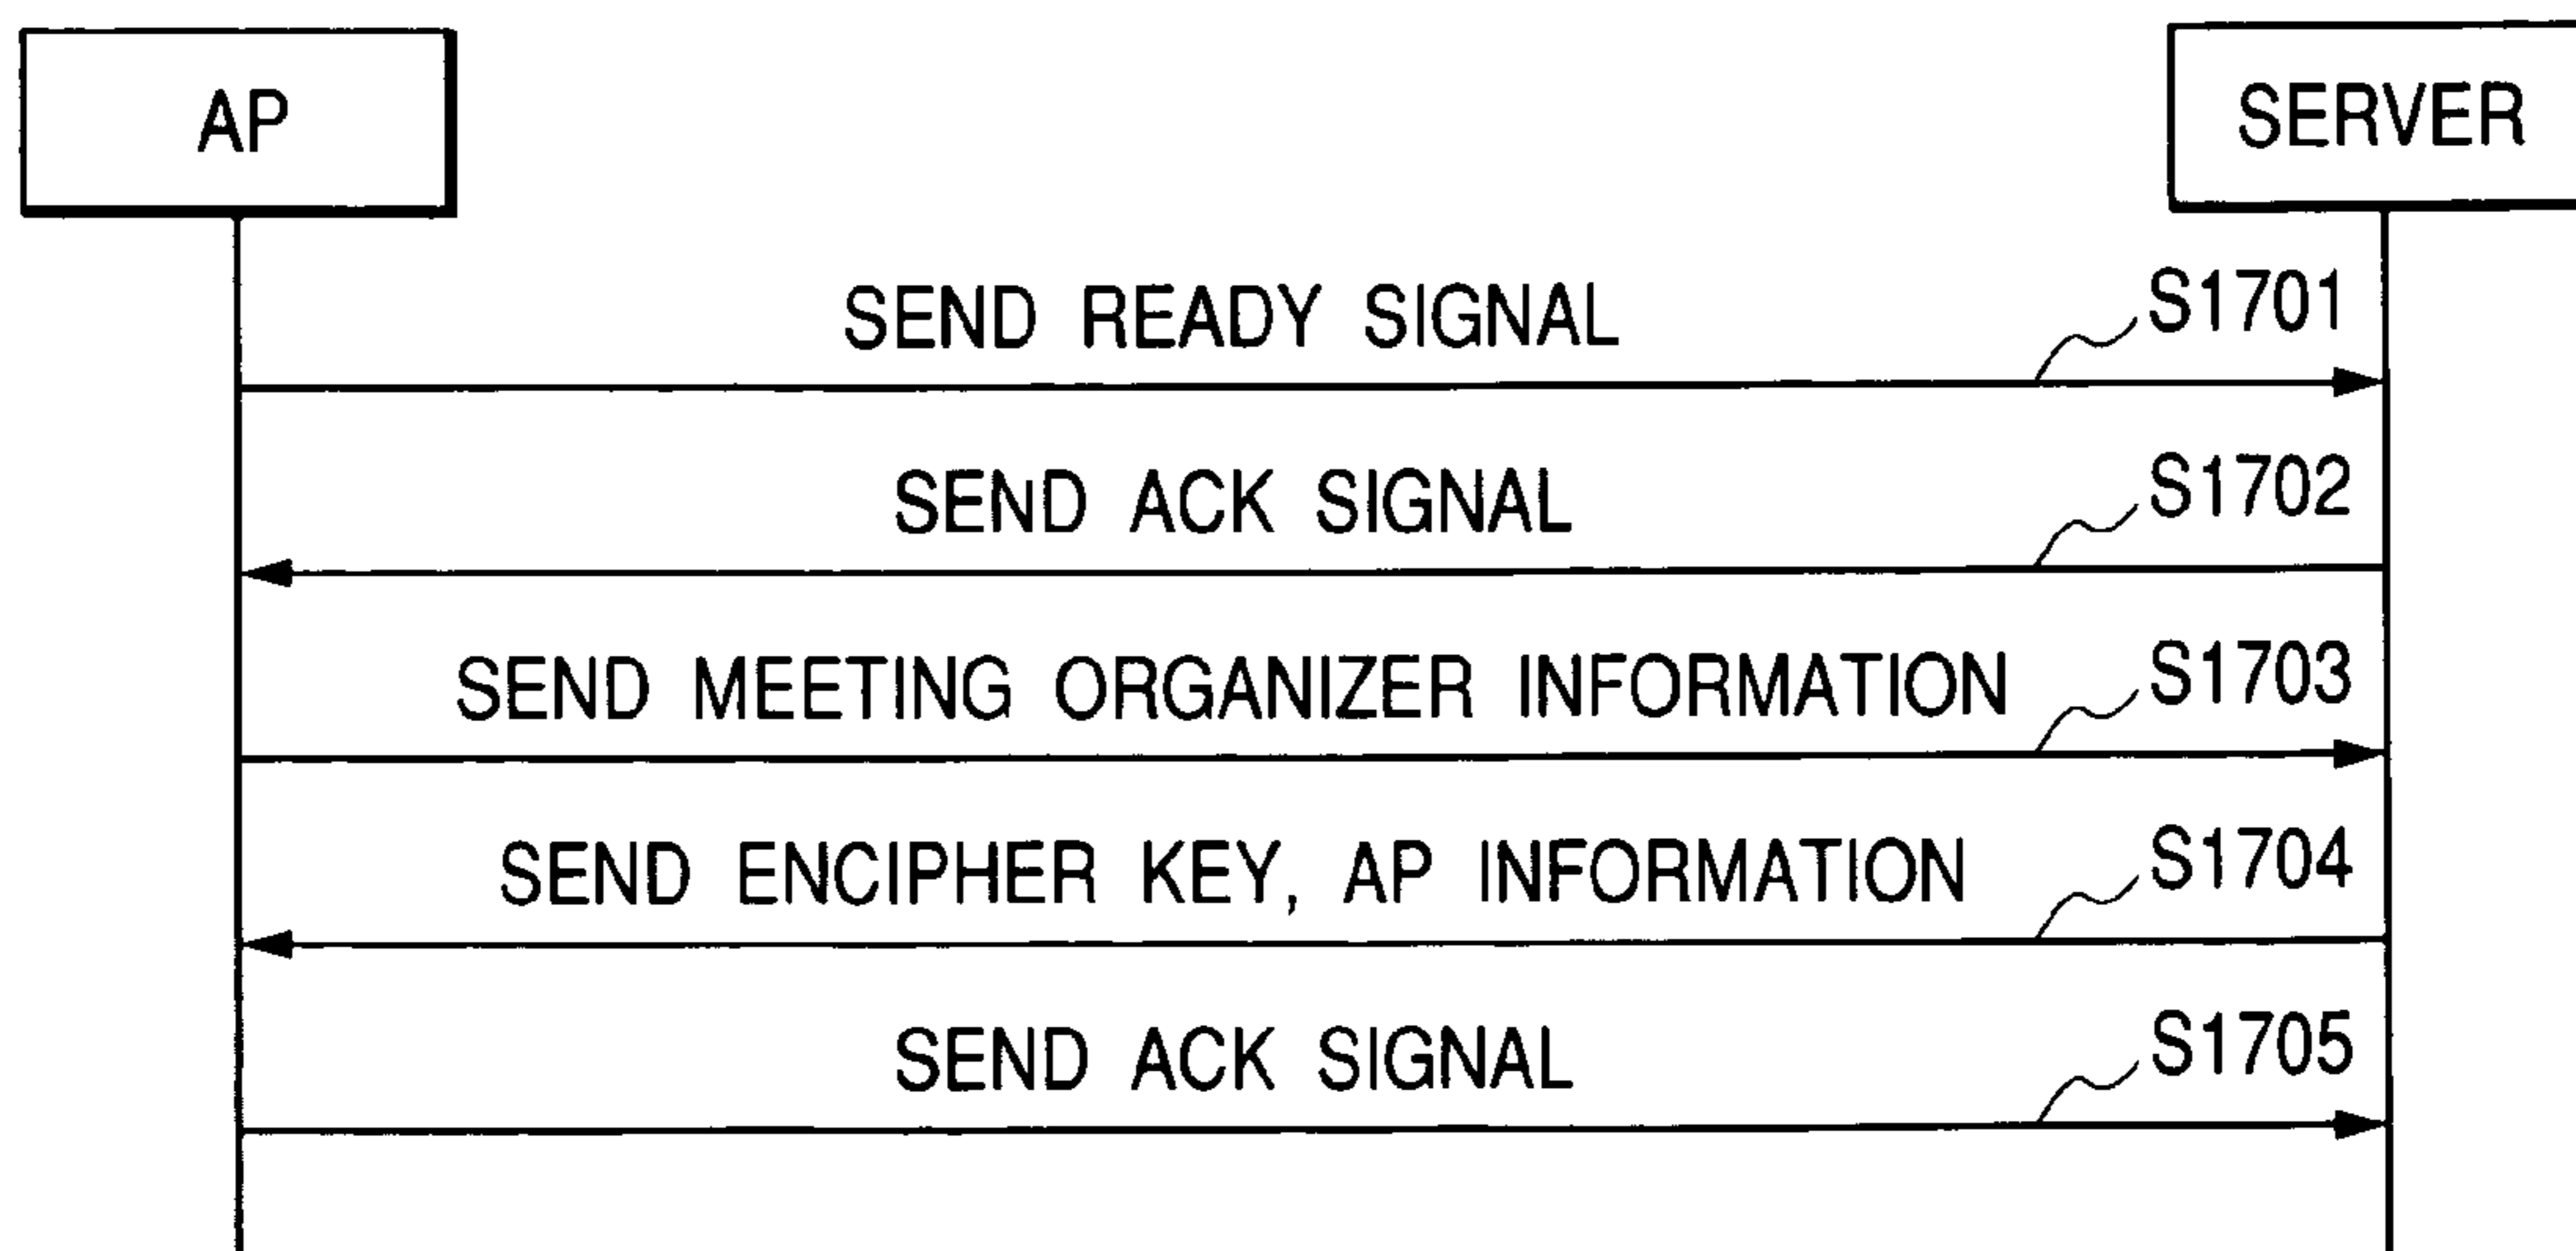 AP
SERVER
SEND READY SIGNAL
S1701
SEND ACK SIGNAL
S1702
SEND MEETING ORGANIZER INFORMATION
S1703
SEND ENCIPHER KEY, AP INFORMATION
S1704
SEND ACK SIGNAL
S1705